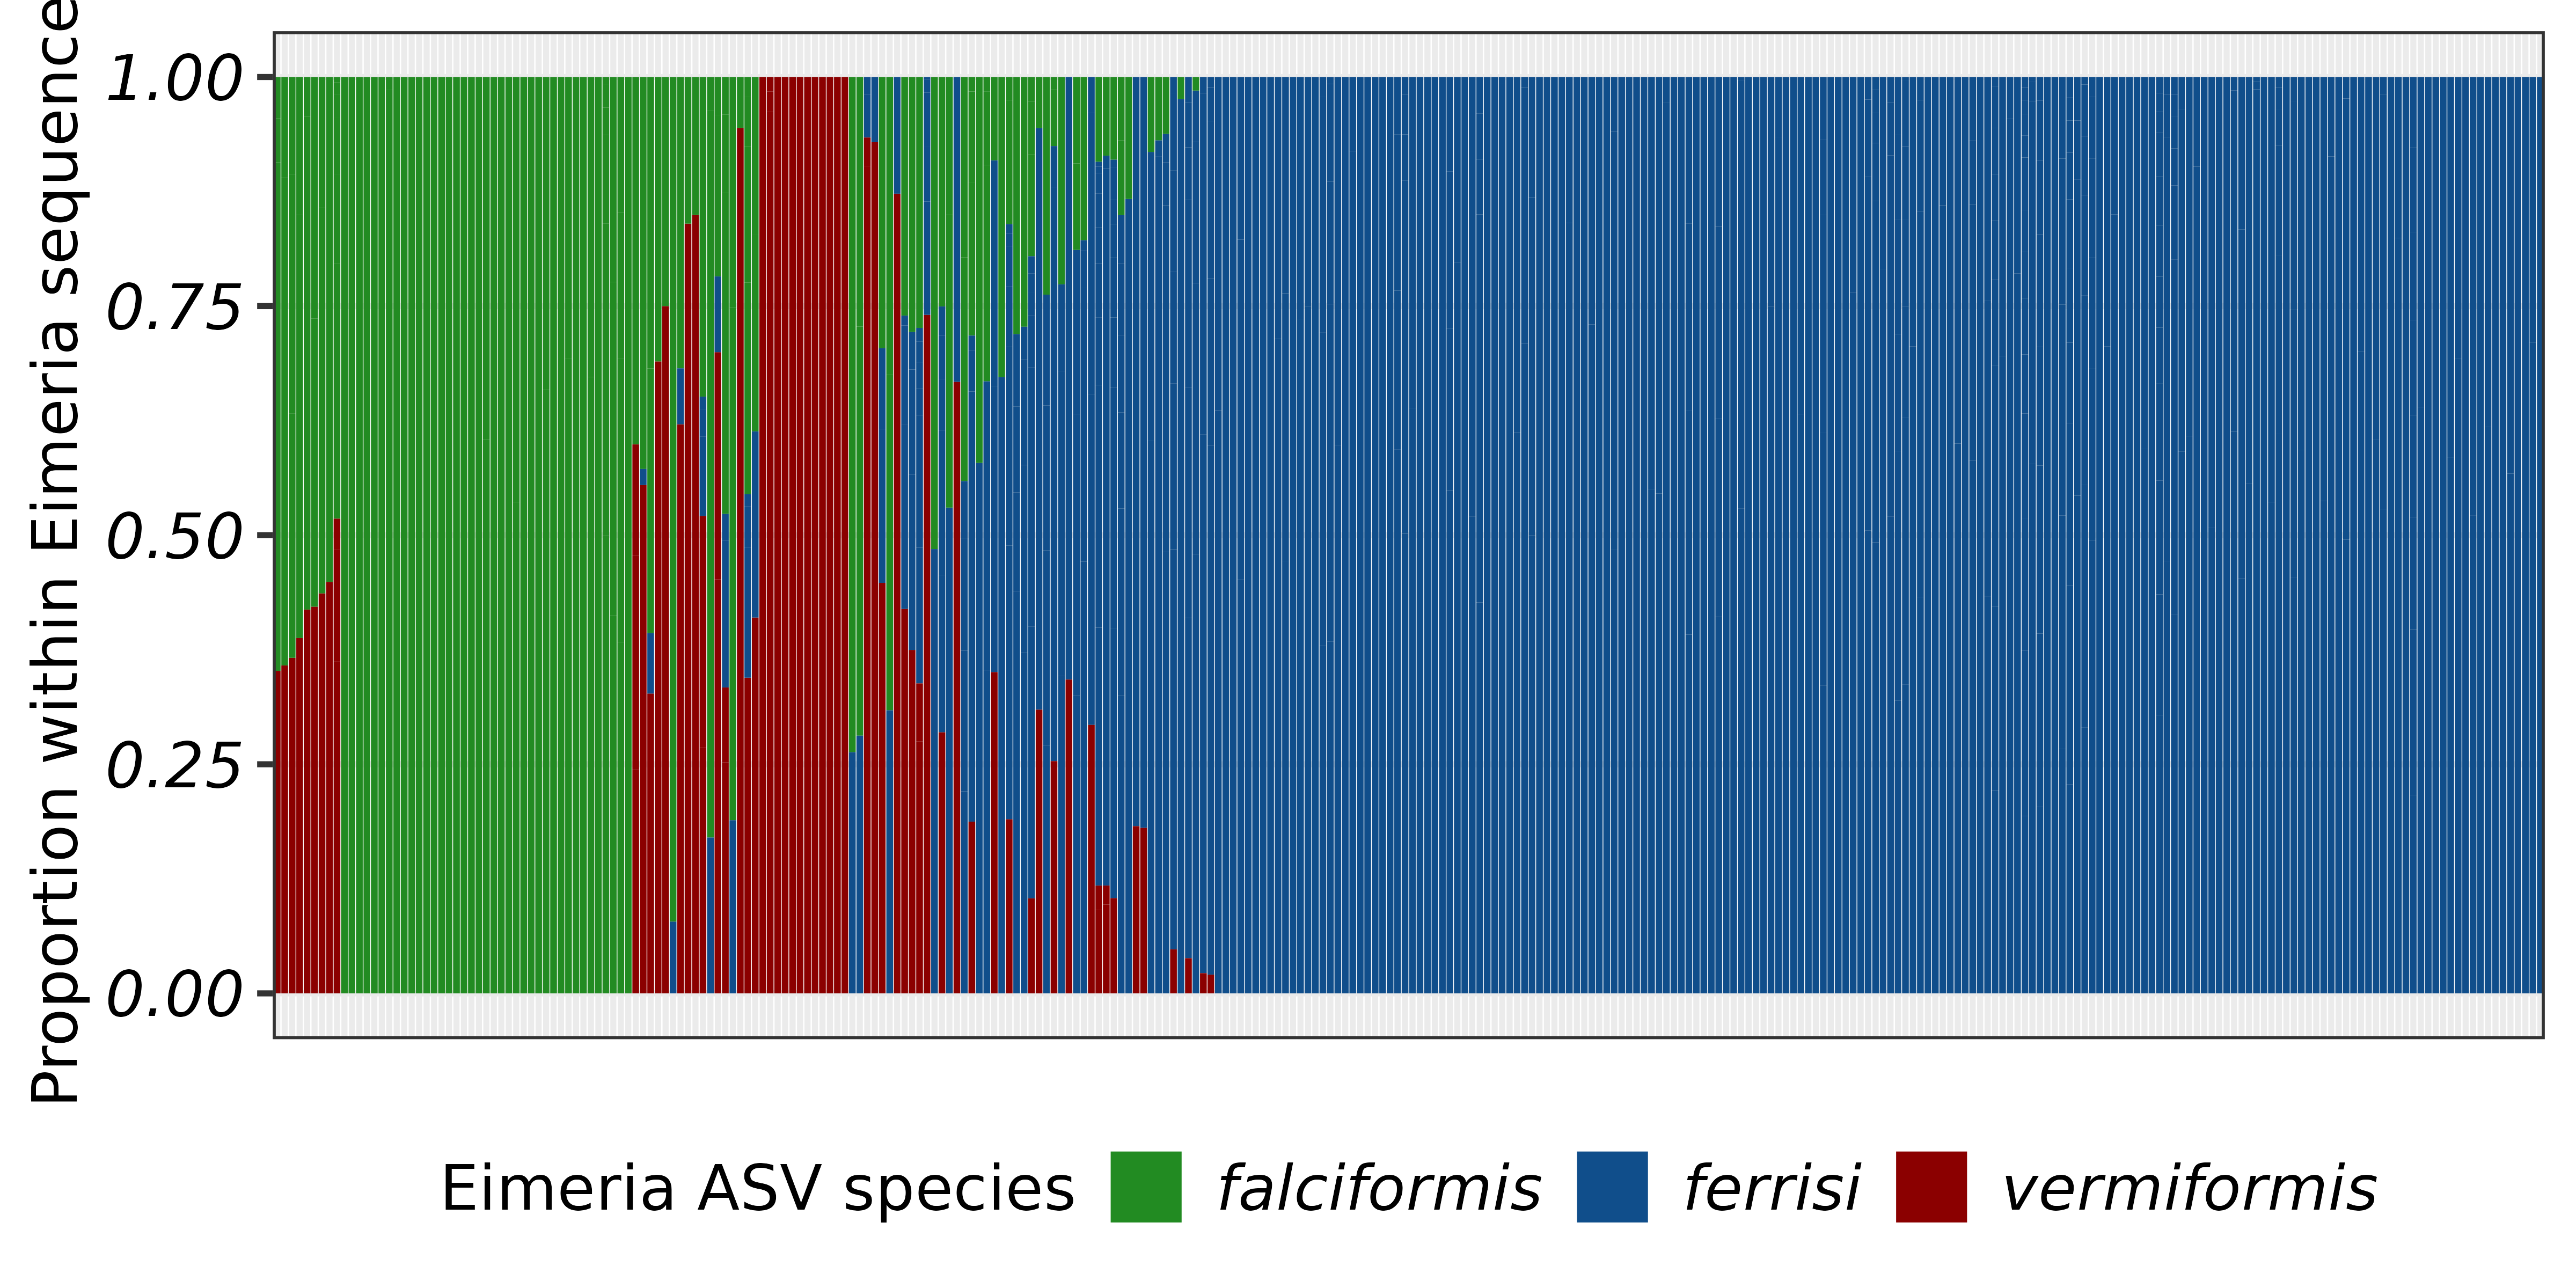 Proportion within Eimeria sequence
1.00
0.75
0.50
0.25
0.00
Eimeria ASV species falciformis ferrisi vermiformis